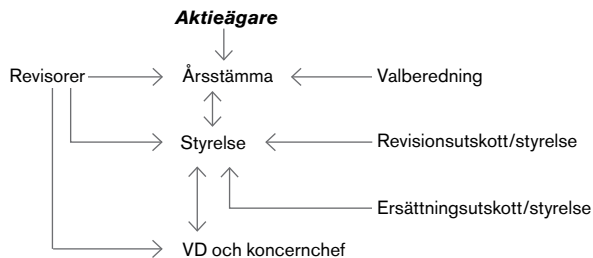 Aktieägare
Revisorer
Årsstämma
Valberedning
Styrelse
Revisionsutskott/styrelse
Ersättningsutskott/styrelse
VD och koncernchef